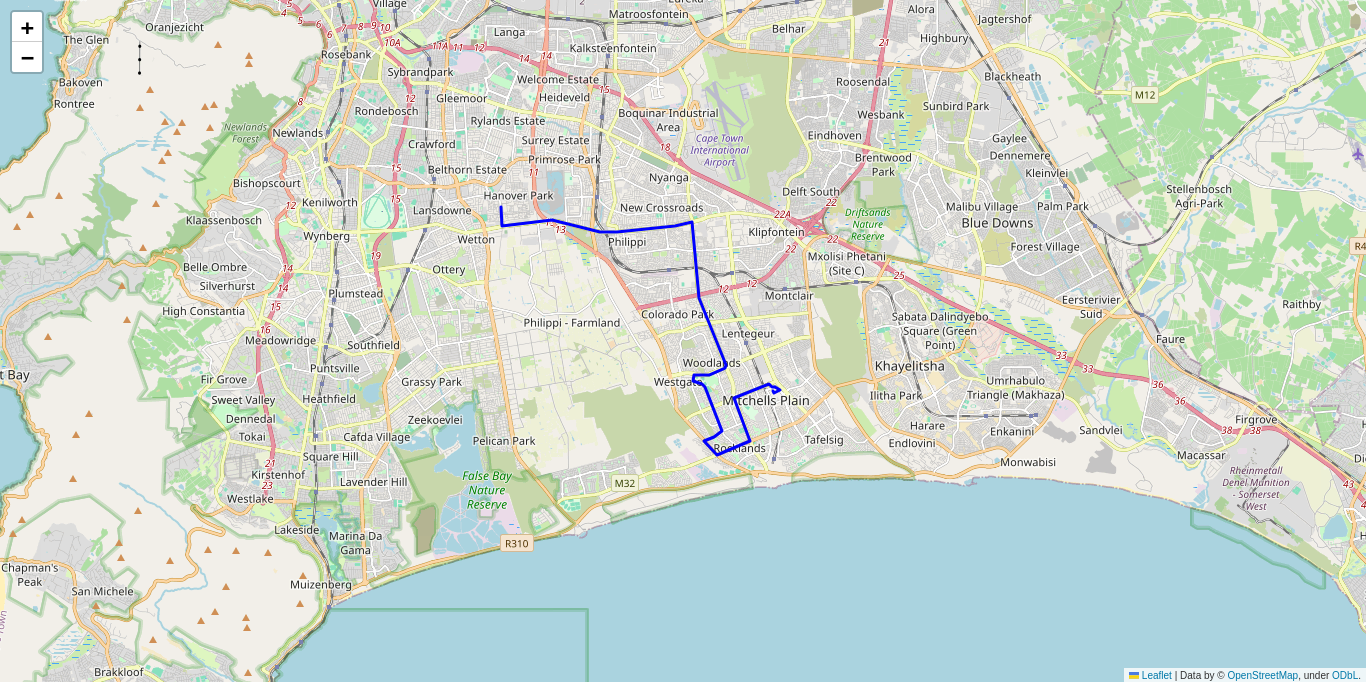 +
−
Village
Oranjezicht
The Glen
Bakoven
Rontree
Rosebank
Sybrandpark
Rondebosch
Newlands
Newlands
Forest
Bishopscourt
Klaassenbosch
Kenilworth
Wynberg
Langa
Matroosfontein
Kalksteenfontein
Welcome Estate
Heideveld
Gleemoor
Rylands Estate
Surrey Estate
Crawford
Primrose Park
Belthorn Estate
Hanover Park
Lansdowne
Wetton
Boquinar Industrial
Area
Cape Town
International
Airport
Nyanga
New Crossroads
Philippi
Klipfontein
Delft South
Belhar
Alora
Highbury
Jagtershof
Roosendal
Wesbank
Eindhoven
Brentwood
Park
Blackheath
Sunbird Park
Gaylee
Dennemere
Kleinvlei
M12
Stellenbosch
Agri-Park
Malibu Village
Palm Park
Blue Downs
Forest Village
Driftsands
Nature
Reserve
Mxolisi Phetani
(Site C)
Belle Ombre
Silverhurst
High Constantia
Meadowridge
Plumstead
Ottery
Southfield
Puntsville
Fir Grove
Sweet Valley
Dennedal
Tokai
Heathfield
Grassy Park
Zeekoevlei
Cafda Village
Square Hill
Kirstenhof
Lavender Hill
Westlake
Lakeside
Marina Da
Gama
Muizenberg
Pelican Park
False Bay
Nature
Reserve
R310
M32
Philippi - Farmland
Colorado Park
Montclair
Lentegeur
Woodlands
Westgate
Mitchells Plain
Rocklands
Tafelsig
Sabata Dalindyebo
Square (Green
Point)
Khayelitsha
Umrhabulo
Triangle (Makhaza)
Ilitha Park
Harare
Enkanini
Endlovini
Monwabisi
Eersterivier
Suid
Faure
Raithby
Sandvlei
Macassar
Firgrove
Rheinmetall
Denel Munition
- Somerset
West
t Bay
Chapman's
Peak
San Michele
Brakkloof
Leaflet | Data by © OpenStreetMap, under ODbL.